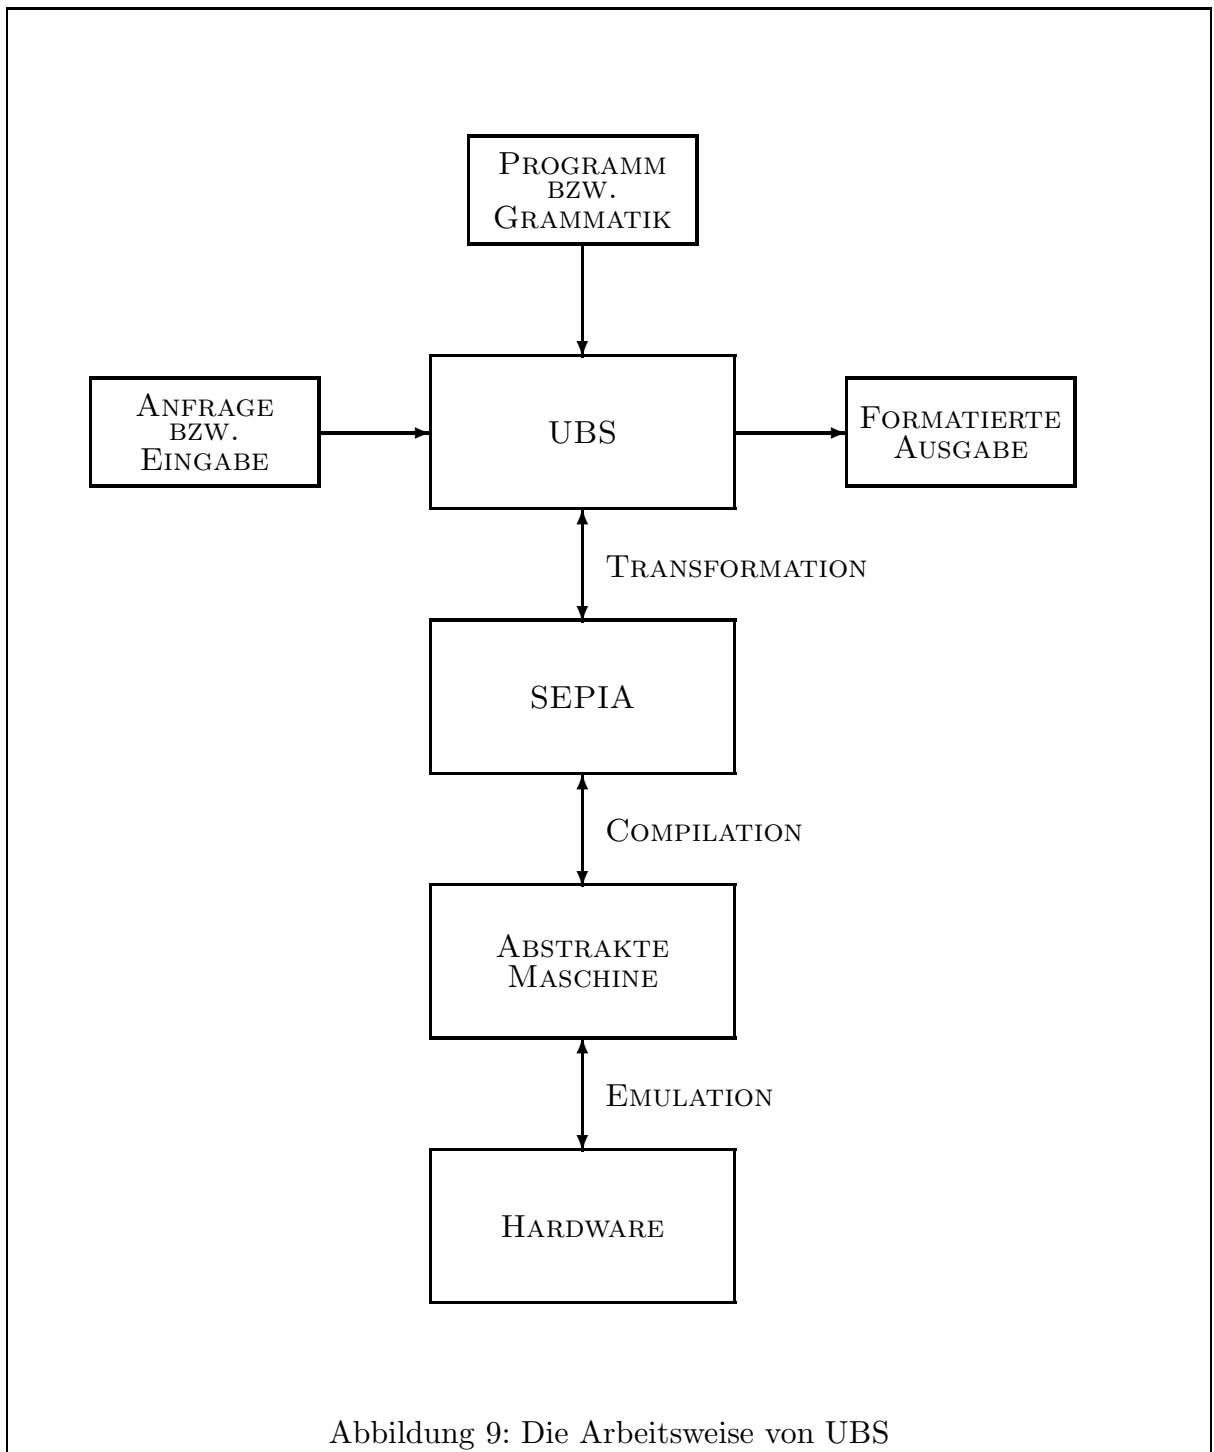 PROGRAMM
BZW.
GRAMMATIK
ANFRAGE
BZW.
EINGABE
UBS
FORMATIERTE
AUSGABE
TRANSFORMATION
SEPIA
COMPILATION
ABSTRAKTE
MASCHINE
EMULATION
HARDWARE
Abbildung 9: Die Arbeitsweise von UBS